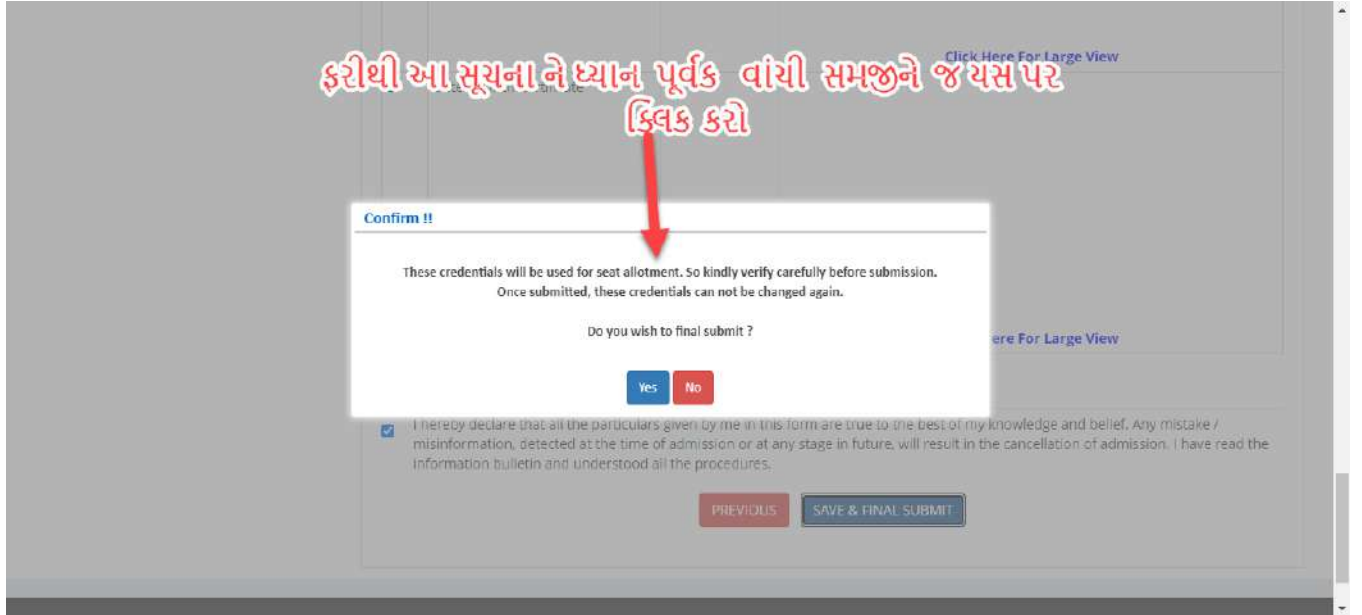 Click Here For Large View
ફરીથી આ સૂચના ને ધ્યાન પૂર્વક વાંચી સમજીને જ યસ પર
ક્લિક કરો
Confirm !!
These credentials will be used for seat allotment. So kindly verify carefully before submission.
Once submitted, these credentials can not be changed again.
Do you wish to final submit ?
ere For Large View
Yes No
I hereby declare that all the particulars given by me in this form are true to the best of my knowledge and belief. Any mistake /
misinformation, detected at the time of admission or at any stage in future, will result in the cancellation of admission. I have read the
information bulletin and understood all the procedures.
PREVIOUS SAVE & FINAL SUBMIT